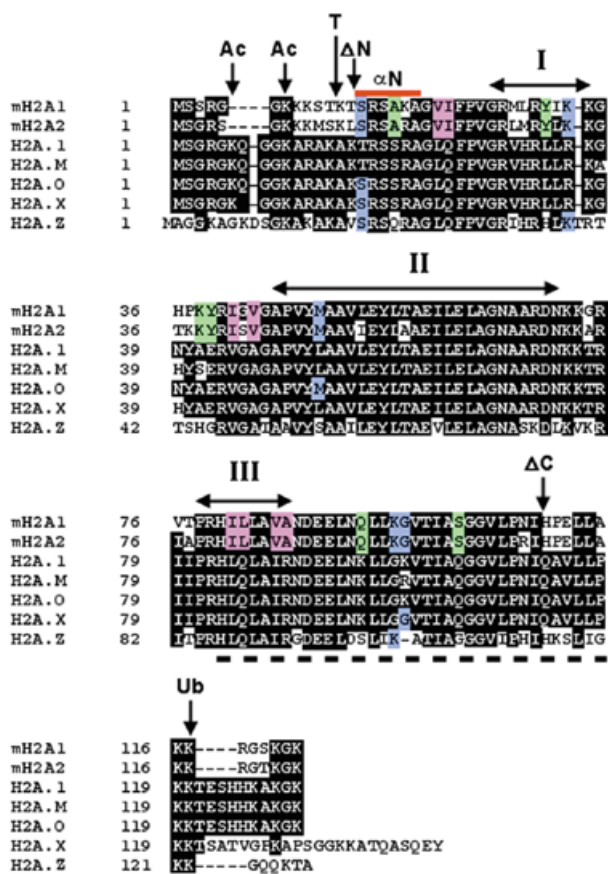 T
Ac Ac ΔN
αN I
mH2A1 1 MSSRG----GKKKSTKTSRSAKAGVIFPVGRMLRYIK-KG
mH2A2 1 MSGRS----GKKKMSKLSRSARAGVIFPVGRLMRYLK-KG
H2A.1 1 MSGRGKQ-GGKARAKAKTRSSRAGLQFPVGRVHRLLR-KG
H2A.M 1 MSGRGKQ-GGKARAKAKTRSSRAGLQFPVGRVHRLLR-KA
H2A.O 1 MSGRGKQ-GGKARAKAKSRSSRAGLQFPVGRVHRLLR-KG
H2A.X 1 MSGRGK--GGKARAKAKSRSSRAGLQFPVGRVHRLLR-KG
H2A.Z 1 MAGGKAGKDSGKAKAKAVSRSQRAGLQFPVGRIHRHLKTRT
II
mH2A1 36 HPKYRIGVGAPVYMAAVLEYLTAEILELAGNAARDNKKGR
mH2A2 36 TKKYRISVGAPVYMAAVIEYLAAEILELAGNAARDNKKAR
H2A.1 39 NYAERVGAGAPVYLAAVLEYLTAEILELAGNAARDNKKTR
H2A.M 39 HYSERVGAGAPVYLAAVLEYLTAEILELAGNAARDNKKTR
H2A.O 39 NYAERVGAGAPVYMAAVLEYLTAEILELAGNAARDNKKTR
H2A.X 39 HYAERVGAGAPVYLAAVLEYLTAEILELAGNAARDNKKTR
H2A.Z 42 TSHGRVGATAAVYSAAILEYLTAEVLELAGNASKDLKVKR
III ΔC
mH2A1 76 VTPRHILLAVANDEELNQLLKGVTIASGGVLPNIHPELLA
mH2A2 76 IAPRHILLAVANDEELNQLLKGVTIASGGVLPRIHPELLA
H2A.1 79 IIPRHLQLAIRNDEELNKLLGKVTIAQGGVLPNIQAVLLP
H2A.M 79 IIPRHLQLAIRNDEELNKLLGRVTIAQGGVLPNIQAVLLP
H2A.O 79 IIPRHLQLAIRNDEELNKLLGKVTIAQGGVLPNIQAVLLP
H2A.X 79 IIPRHLQLAIRNDEELNKLLGGVTIAQGGVLPNIQAVLLP
H2A.Z 82 ITPRHLQLAIRGDEELDSLIK-ATIAGGGVIPHIHKSLIG
Ub
mH2A1 116 KK----RGSKGK
mH2A2 116 KK----RGTKGK
H2A.1 119 KKTESHHKAKGK
H2A.M 119 KKTESHHKAKGK
H2A.O 119 KKTESHHKAKGK
H2A.X 119 KKTSATVGPKAPSGGKKATQASQEY
H2A.Z 121 KK-----GQQKTA